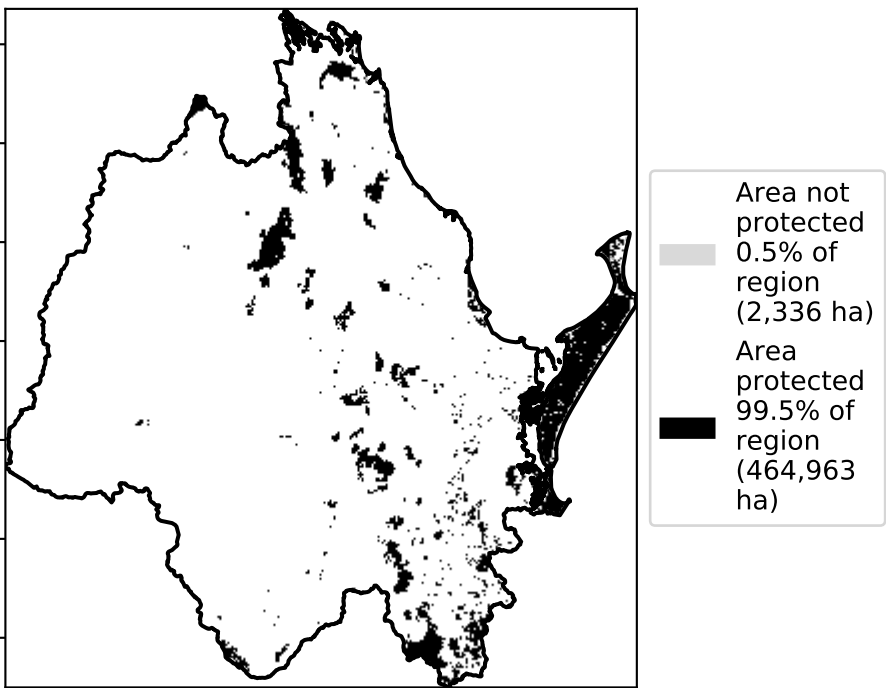 Area not
protected
0.5% of
region
(2,336 ha)
Area
protected
99.5% of
region
(464,963
ha)